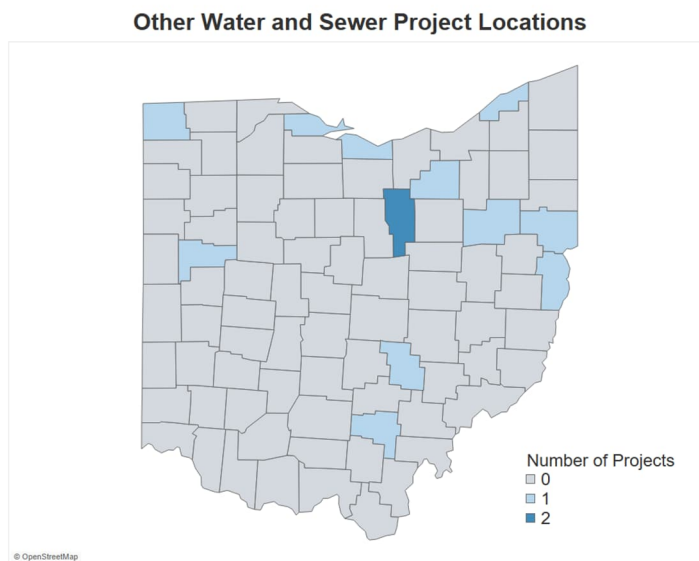 Other Water and Sewer Project Locations
Number of Projects
0
1
2
© OpenStreetMap